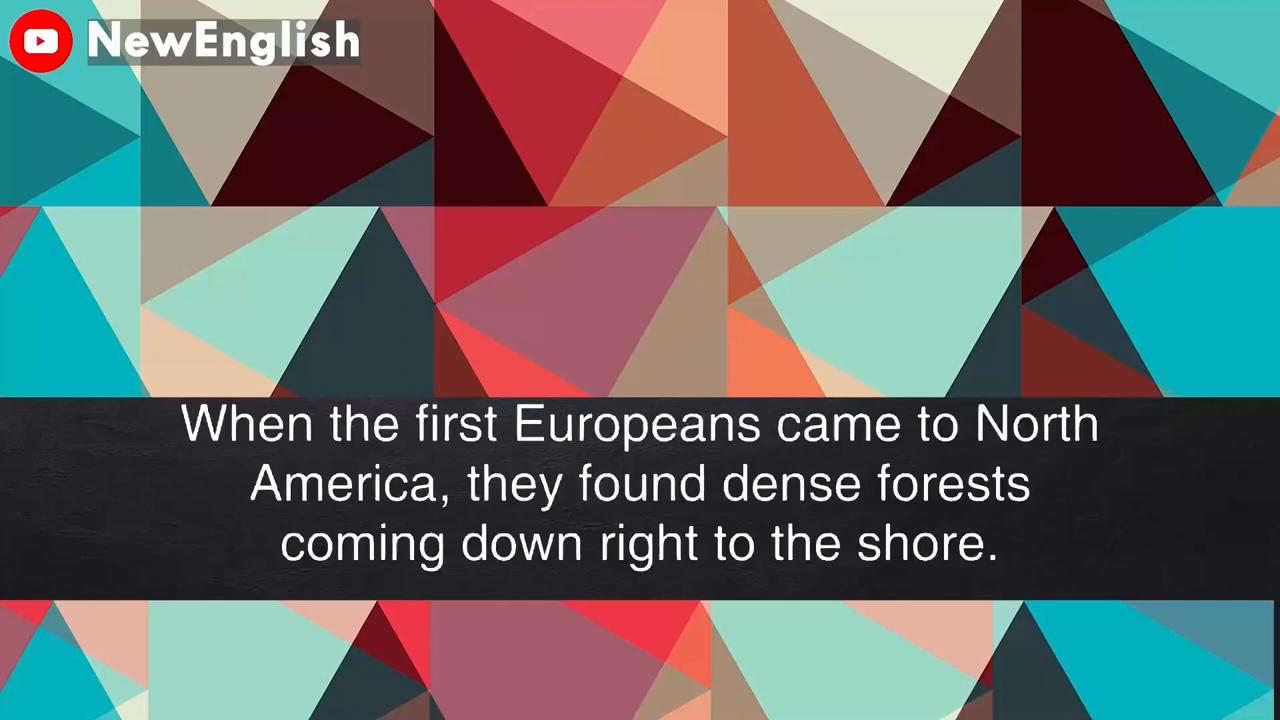 NewEnglish
When the first Europeans came to North
America, they found dense forests
coming down right to the shore.